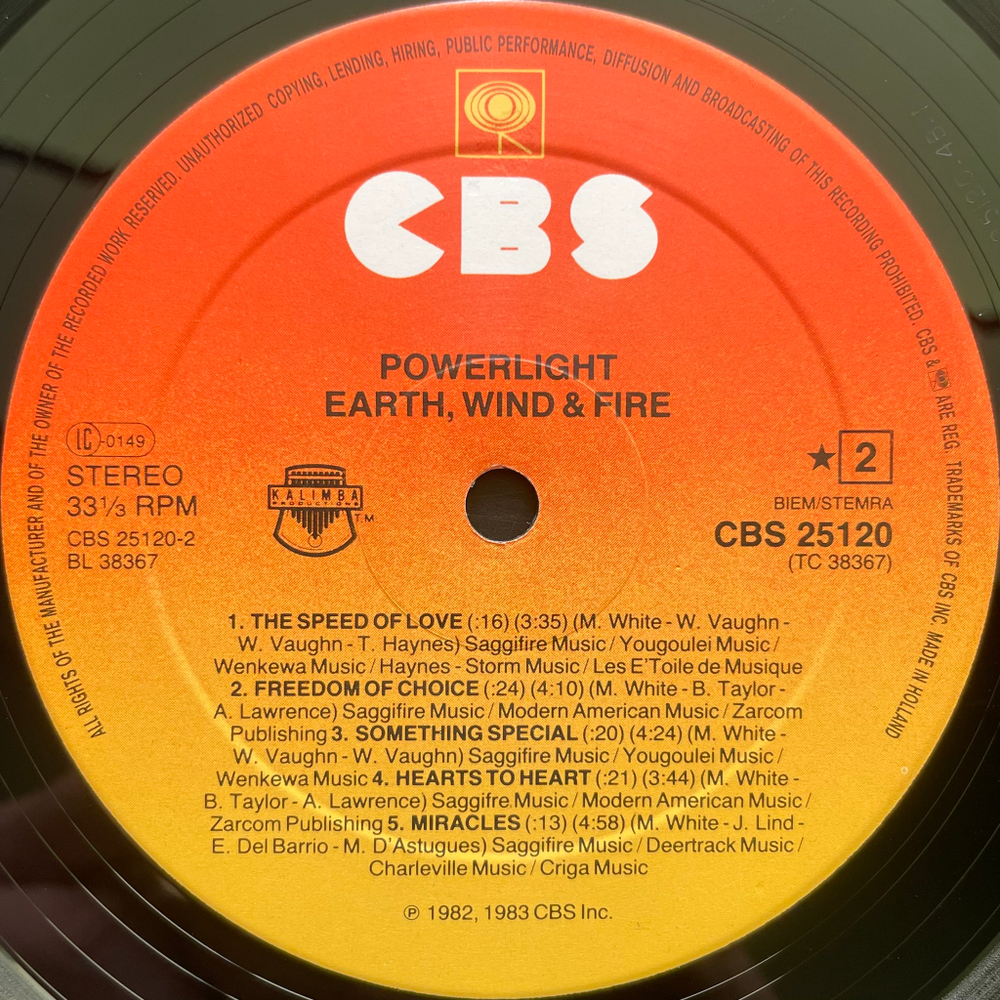 ALL RIGHTS OF THE MANUFACTURER AND OF THE OWNER OF THE RECORDED WORK RESERVED. UNAUTHORIZED COPYING, LENDING, HIRING, PUBLIC PERFORMANCE, DIFFUSION AND BROADCASTING OF THIS RECORDING PROHIBITED. CBS & ARE REG. TRADEMARKS OF CBS INC MADE IN HOLLAND
CBS
POWERLIGHT
EARTH, WIND & FIRE
LC-0149
STEREO
33⅓ RPM
CBS 25120-2
BL 38367
KALIMBA
PRODUCTIONS
T.M.
★ 2
BIEM/STEMRA
CBS 25120
(TC 38367)
1. THE SPEED OF LOVE (:16) (3:35) (M. White - W. Vaughn -
W. Vaughn - T. Haynes) Saggifire Music / Yougoulei Music /
Wenkewa Music / Haynes - Storm Music / Les E'Toile de Musique
2. FREEDOM OF CHOICE (:24) (4:10) (M. White - B. Taylor -
A. Lawrence) Saggifire Music / Modern American Music / Zarcom
Publishing 3. SOMETHING SPECIAL (:20) (4:24) (M. White -
W. Vaughn - W. Vaughn) Saggifire Music / Yougoulei Music /
Wenkewa Music 4. HEARTS TO HEART (:21) (3:44) (M. White -
B. Taylor - A. Lawrence) Saggifre Music / Modern American Music /
Zarcom Publishing 5. MIRACLES (:13) (4:58) (M. White - J. Lind -
E. Del Barrio - M. D'Astugues) Saggifire Music / Deertrack Music /
Charleville Music / Criga Music
℗ 1982, 1983 CBS Inc.